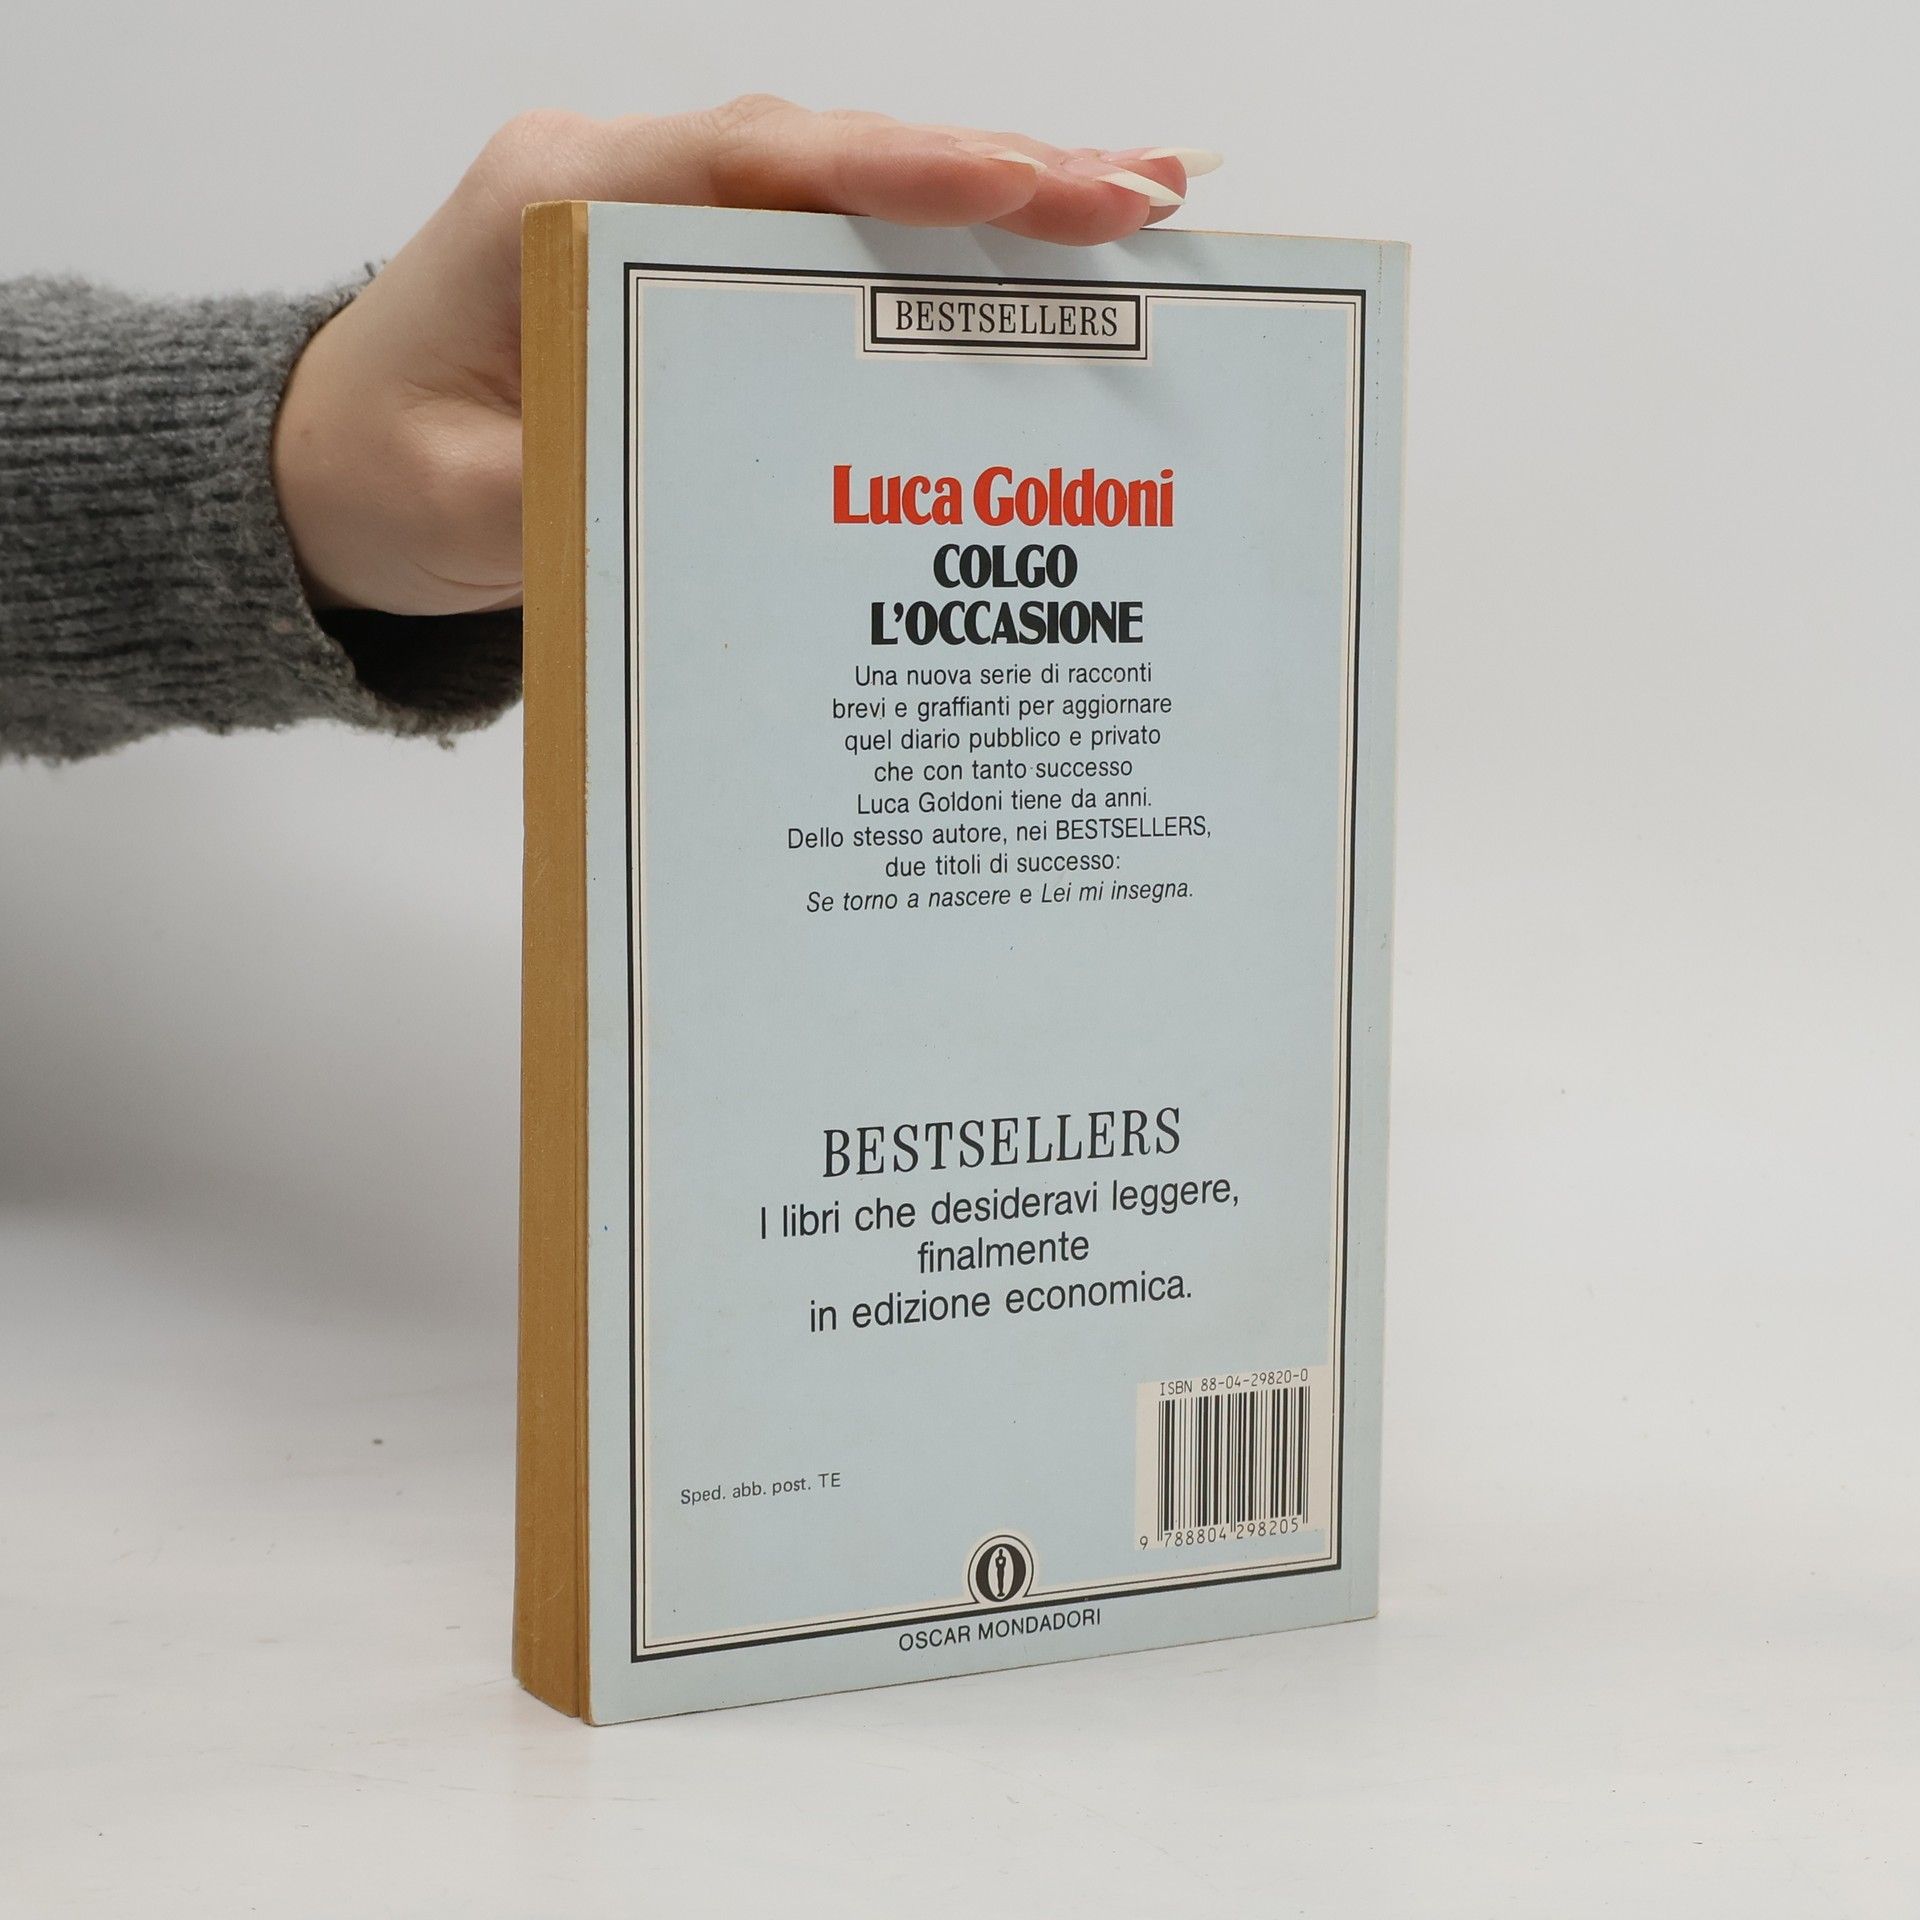 BESTSELLERS
Luca Goldoni
COLGO
L'OCCASIONE
Una nuova serie di racconti
brevi e graffianti per aggiornare
quel diario pubblico e privato
che con tanto successo
Luca Goldoni tiene da anni.
Dello stesso autore, nei BESTSELLERS,
due titoli di successo:
Se torno a nascere e Lei mi insegna.
BESTSELLERS
I libri che desideravi leggere,
finalmente
in edizione economica.
ISBN 88-04-29820-0
9 788804 298205
Sped. abb. post. TE
OSCAR MONDADORI